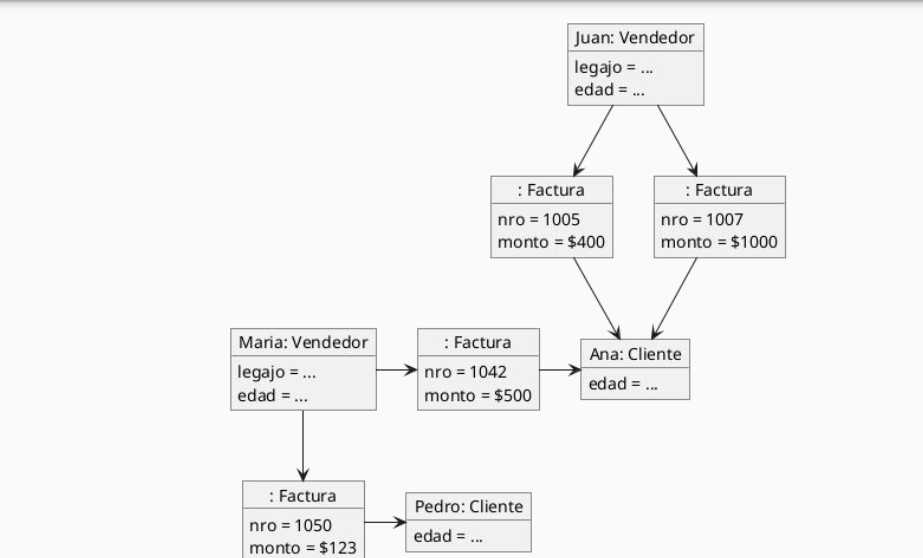 Juan: Vendedor
legajo = ...
edad = ...
: Factura
nro = 1005
monto = $400
: Factura
nro = 1007
monto = $1000
Maria: Vendedor
legajo = ...
edad = ...
: Factura
nro = 1042
monto = $500
Ana: Cliente
edad = ...
: Factura
nro = 1050
monto = $123
Pedro: Cliente
edad = ...